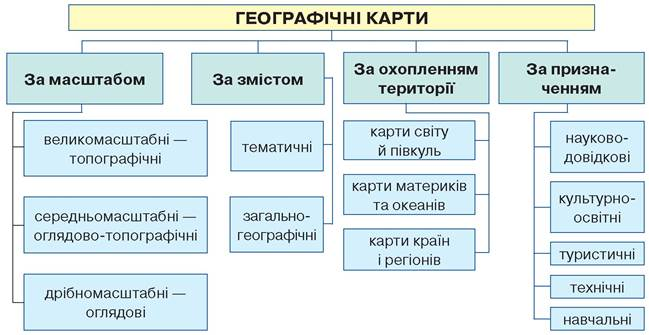 ГЕОГРАФІЧНІ КАРТИ
За масштабом
великомасштабні —
топографічні
середньомасштабні —
оглядово-топографічні
дрібномасштабні —
оглядові
За змістом
тематичні
загально-
географічні
За охопленням
території
карти світу
й півкуль
карти материків
та океанів
карти країн
і регіонів
За призна-
ченням
науково-
довідкові
культурно-
освітні
туристичні
технічні
навчальні